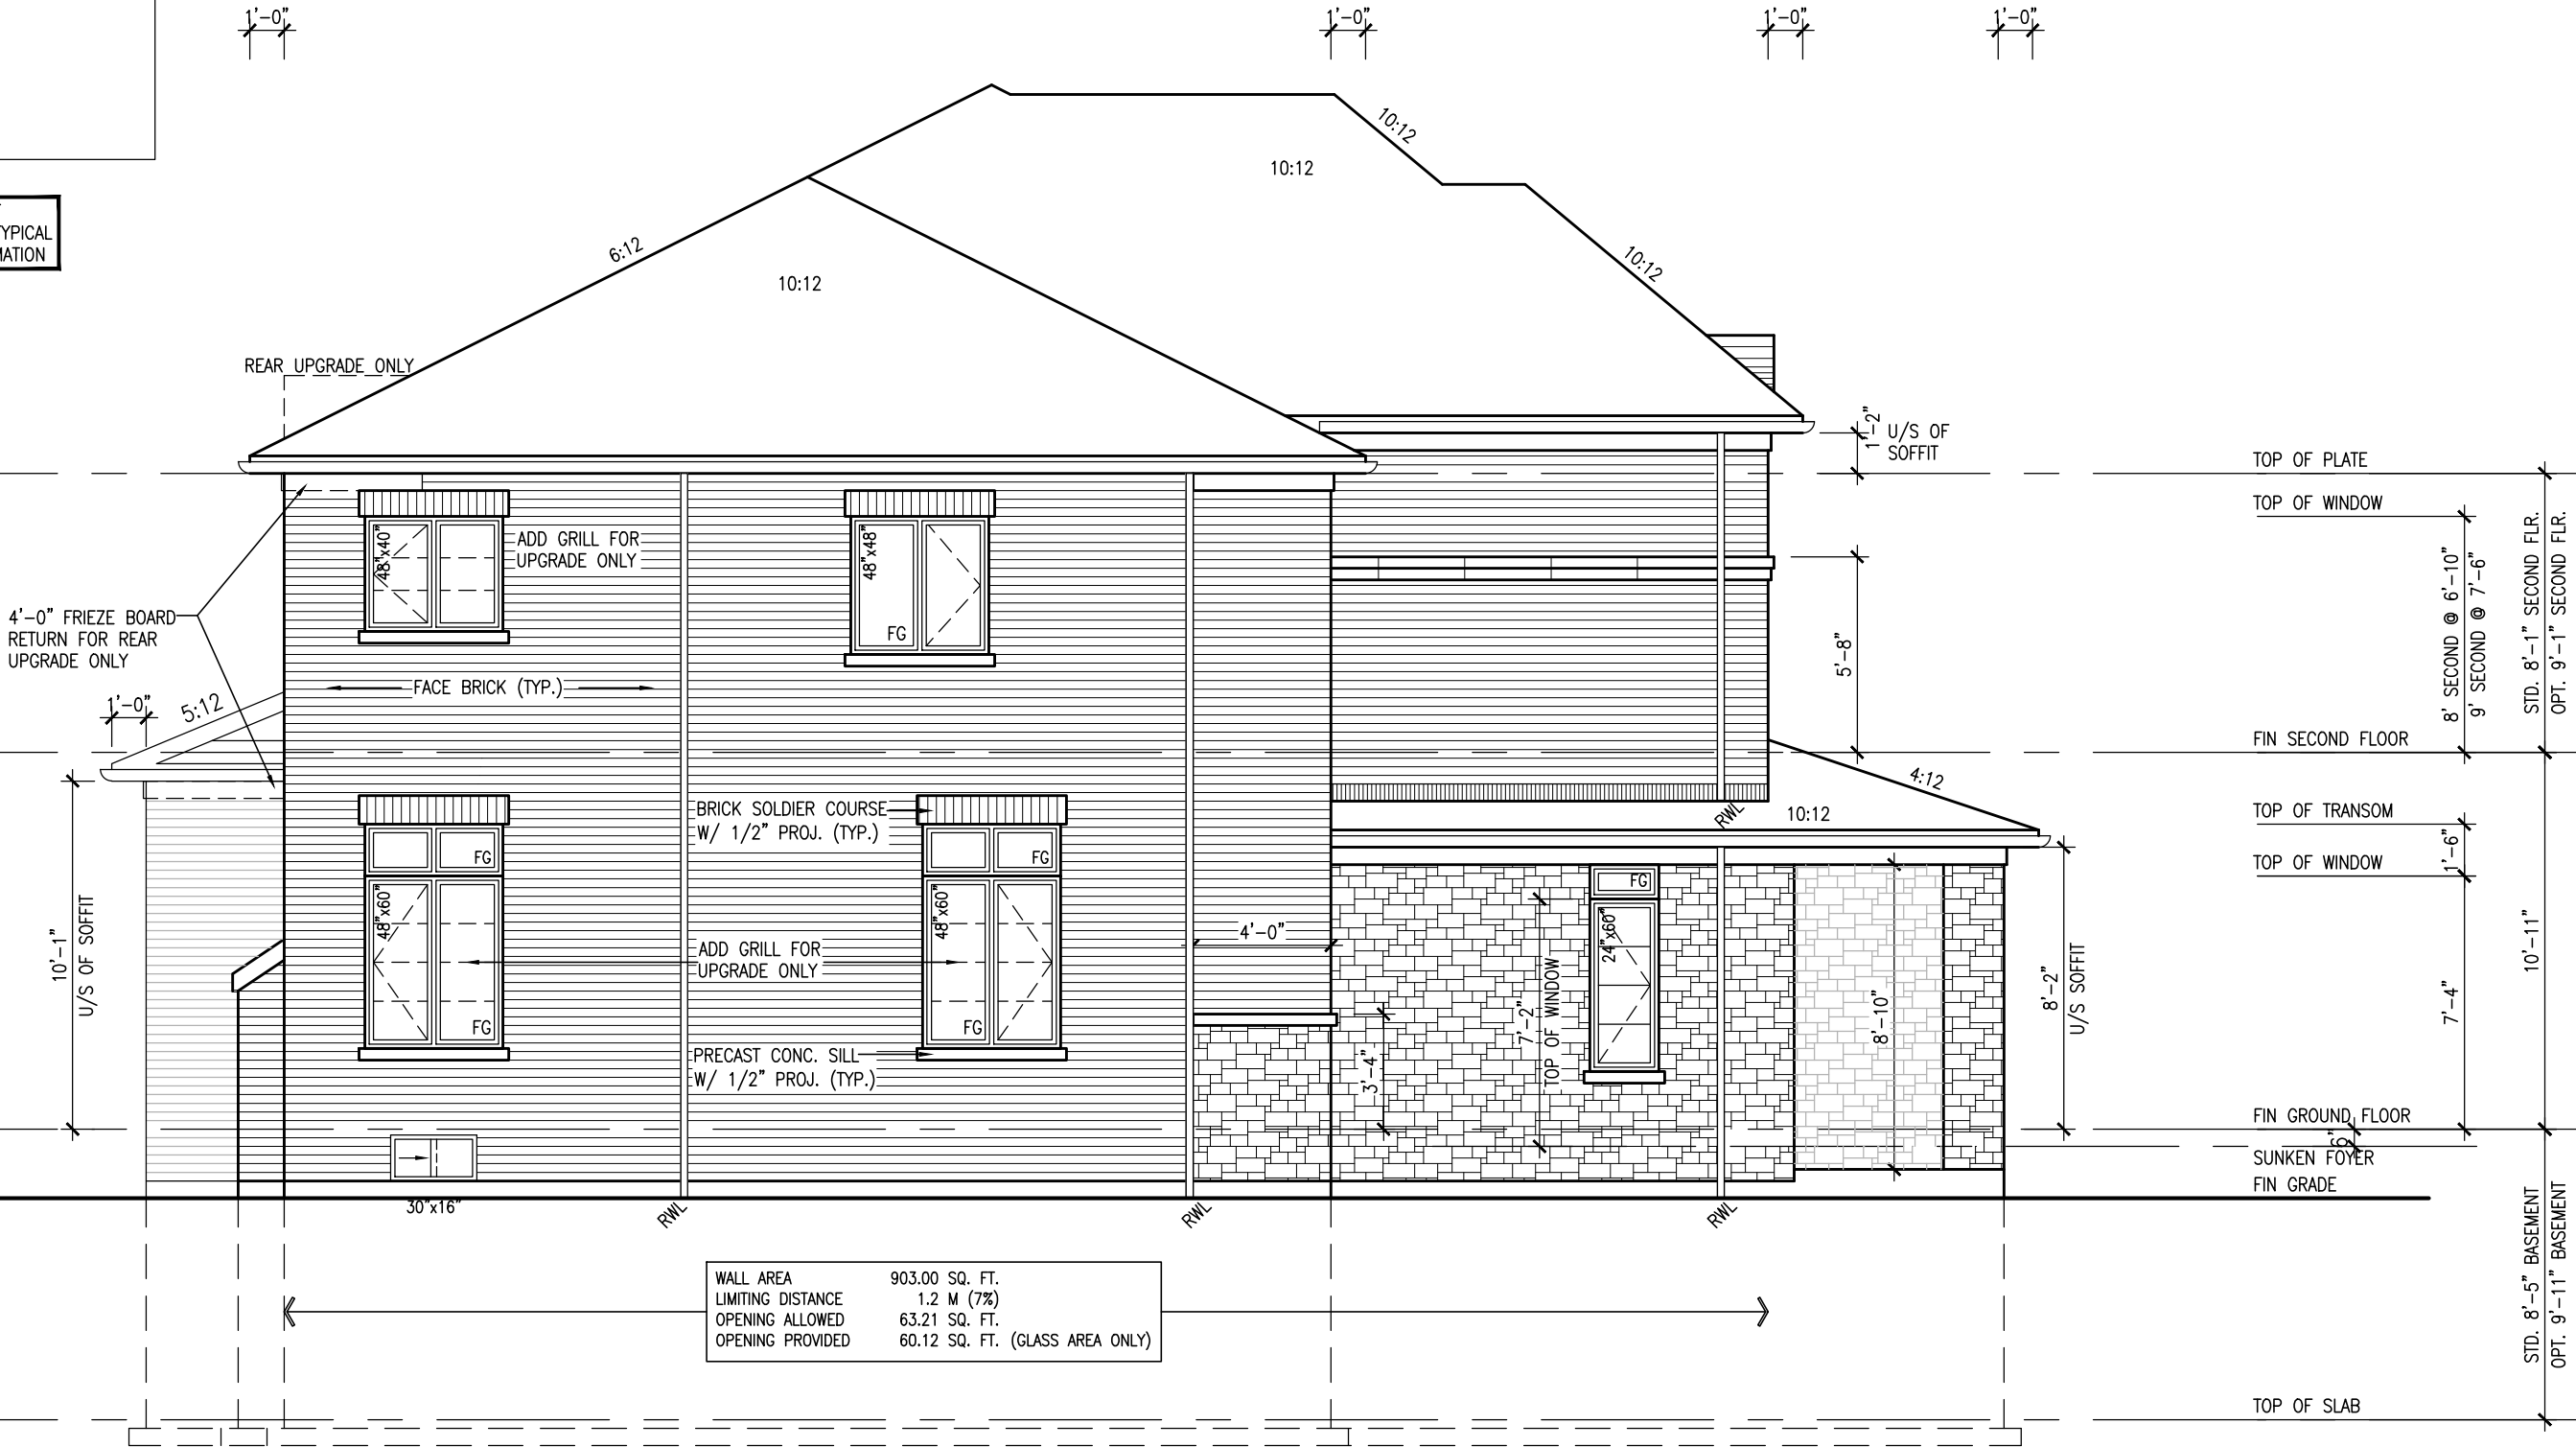 1'-0"
1'-0"
1'-0"
1'-0"
10:12
10:12
TYPICAL
6:12
10:12
10:12
REAR UPGRADE ONLY
1'-2"
U/S OF
SOFFIT
TOP OF PLATE
TOP OF WINDOW
48"x40"
ADD GRILL FOR
UPGRADE ONLY
48"x48"
FG
4'-0" FRIEZE BOARD
RETURN FOR REAR
UPGRADE ONLY
FACE BRICK (TYP.)
5'-8"
8' SECOND @ 6'-10"
9' SECOND @ 7'-6"
STD. 8'-1" SECOND FLR.
OPT. 9'-1" SECOND FLR.
1'-0"
5:12
FIN SECOND FLOOR
4:12
BRICK SOLDIER COURSE
W/ 1/2" PROJ. (TYP.)
RWL
10:12
TOP OF TRANSOM
1'-6"
FG
FG
FG
TOP OF WINDOW
48"x60"
48"x60"
24"x60"
10'-1"
U/S OF SOFFIT
ADD GRILL FOR
UPGRADE ONLY
4'-0"
7'-2"
TOP OF WINDOW
8'-10"
8'-2"
U/S SOFFIT
7'-4"
10'-11"
FG
FG
3'-4"
PRECAST CONC. SILL
W/ 1/2" PROJ. (TYP.)
FIN GROUND FLOOR
6"
SUNKEN FOYER
FIN GRADE
30"x16"
RWL
RWL
RWL
STD. 8'-5" BASEMENT
OPT. 9'-11" BASEMENT
WALL AREA 903.00 SQ. FT.
LIMITING DISTANCE 1.2 M (7%)
OPENING ALLOWED 63.21 SQ. FT.
OPENING PROVIDED 60.12 SQ. FT. (GLASS AREA ONLY)
TOP OF SLAB